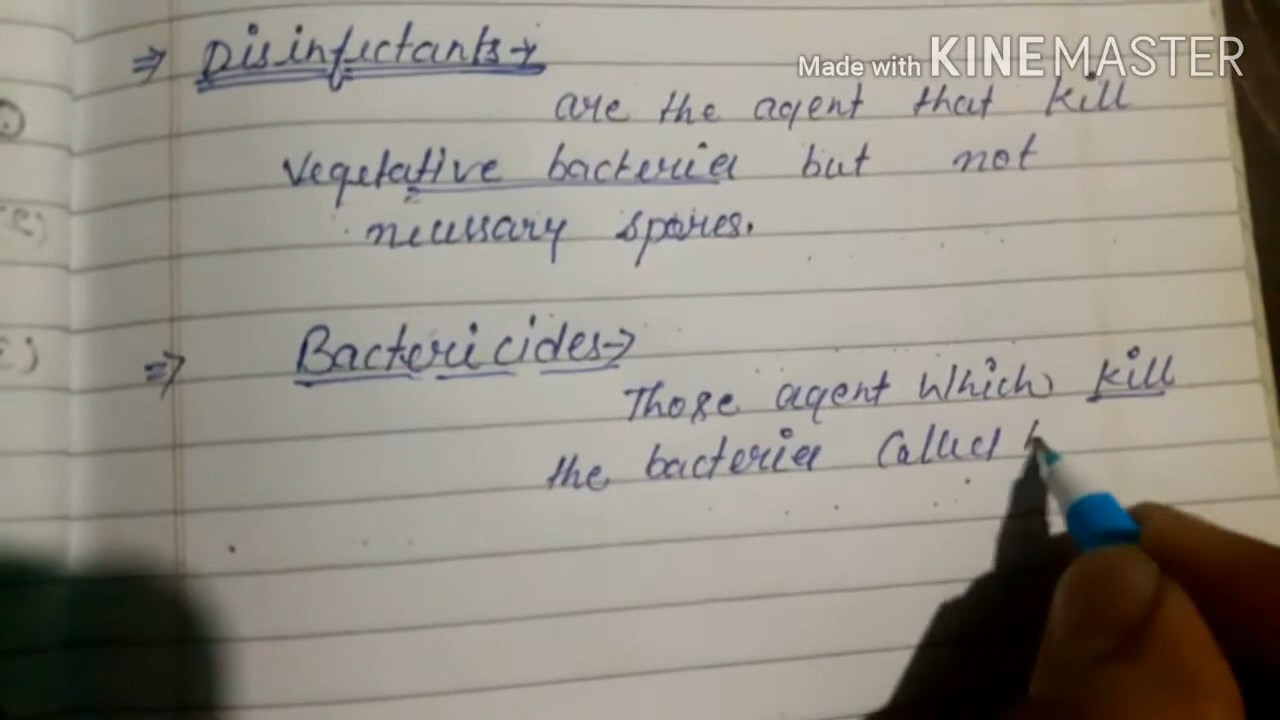 Made with KINEMASTER
⇒ Disinfectants→
are the agent that kill
vegetative bacteria but not
necessary spores.
⇒ Bactericides→
Those agent which kill
the bacteria called b